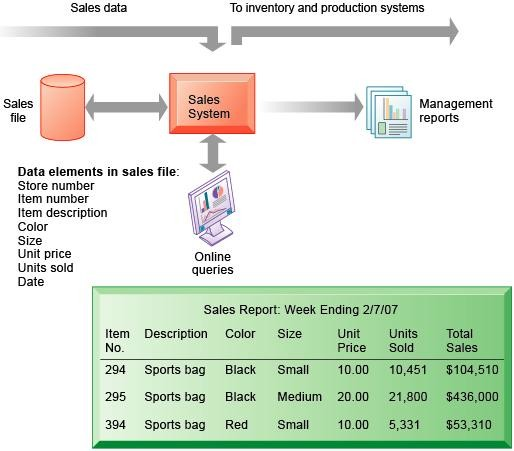 Sales data
To inventory and production systems
Sales
file
Sales
System
Management
reports
Data elements in sales file:
Store number
Item number
Item description
Color
Size
Unit price
Units sold
Date
Online
queries
Sales Report: Week Ending 2/7/07
Item No. Description Color Size Unit Price Units Sold Total Sales
294 Sports bag Black Small 10.00 10,451 $104,510
295 Sports bag Black Medium 20.00 21,800 $436,000
394 Sports bag Red Small 10.00 5,331 $53,310